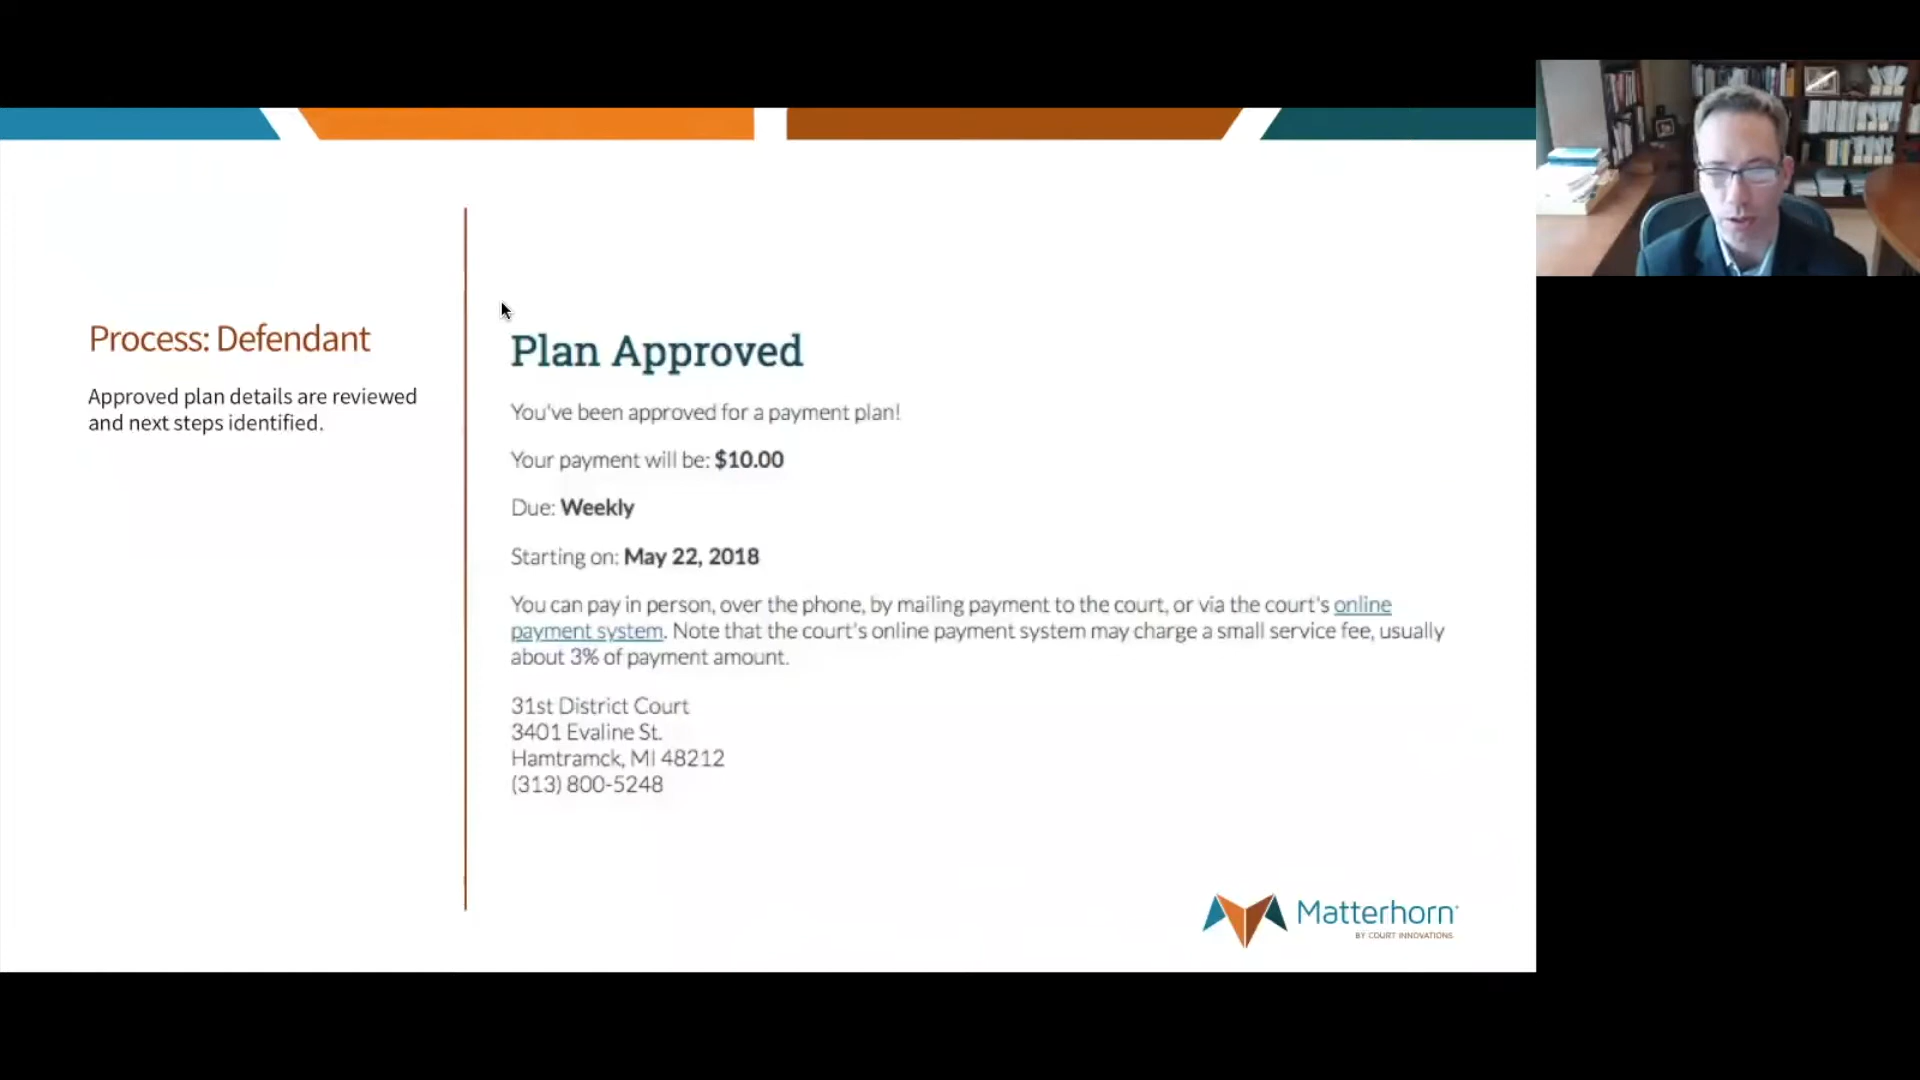 Process: Defendant
Approved plan details are reviewed
and next steps identified.
Plan Approved
You've been approved for a payment plan!
Your payment will be: $10.00
Due: Weekly
Starting on: May 22, 2018
You can pay in person, over the phone, by mailing payment to the court, or via the court's online
payment system. Note that the court's online payment system may charge a small service fee, usually
about 3% of payment amount.
31st District Court
3401 Evaline St.
Hamtramck, MI 48212
(313) 800-5248
Matterhorn
BY COURT INNOVATIONS